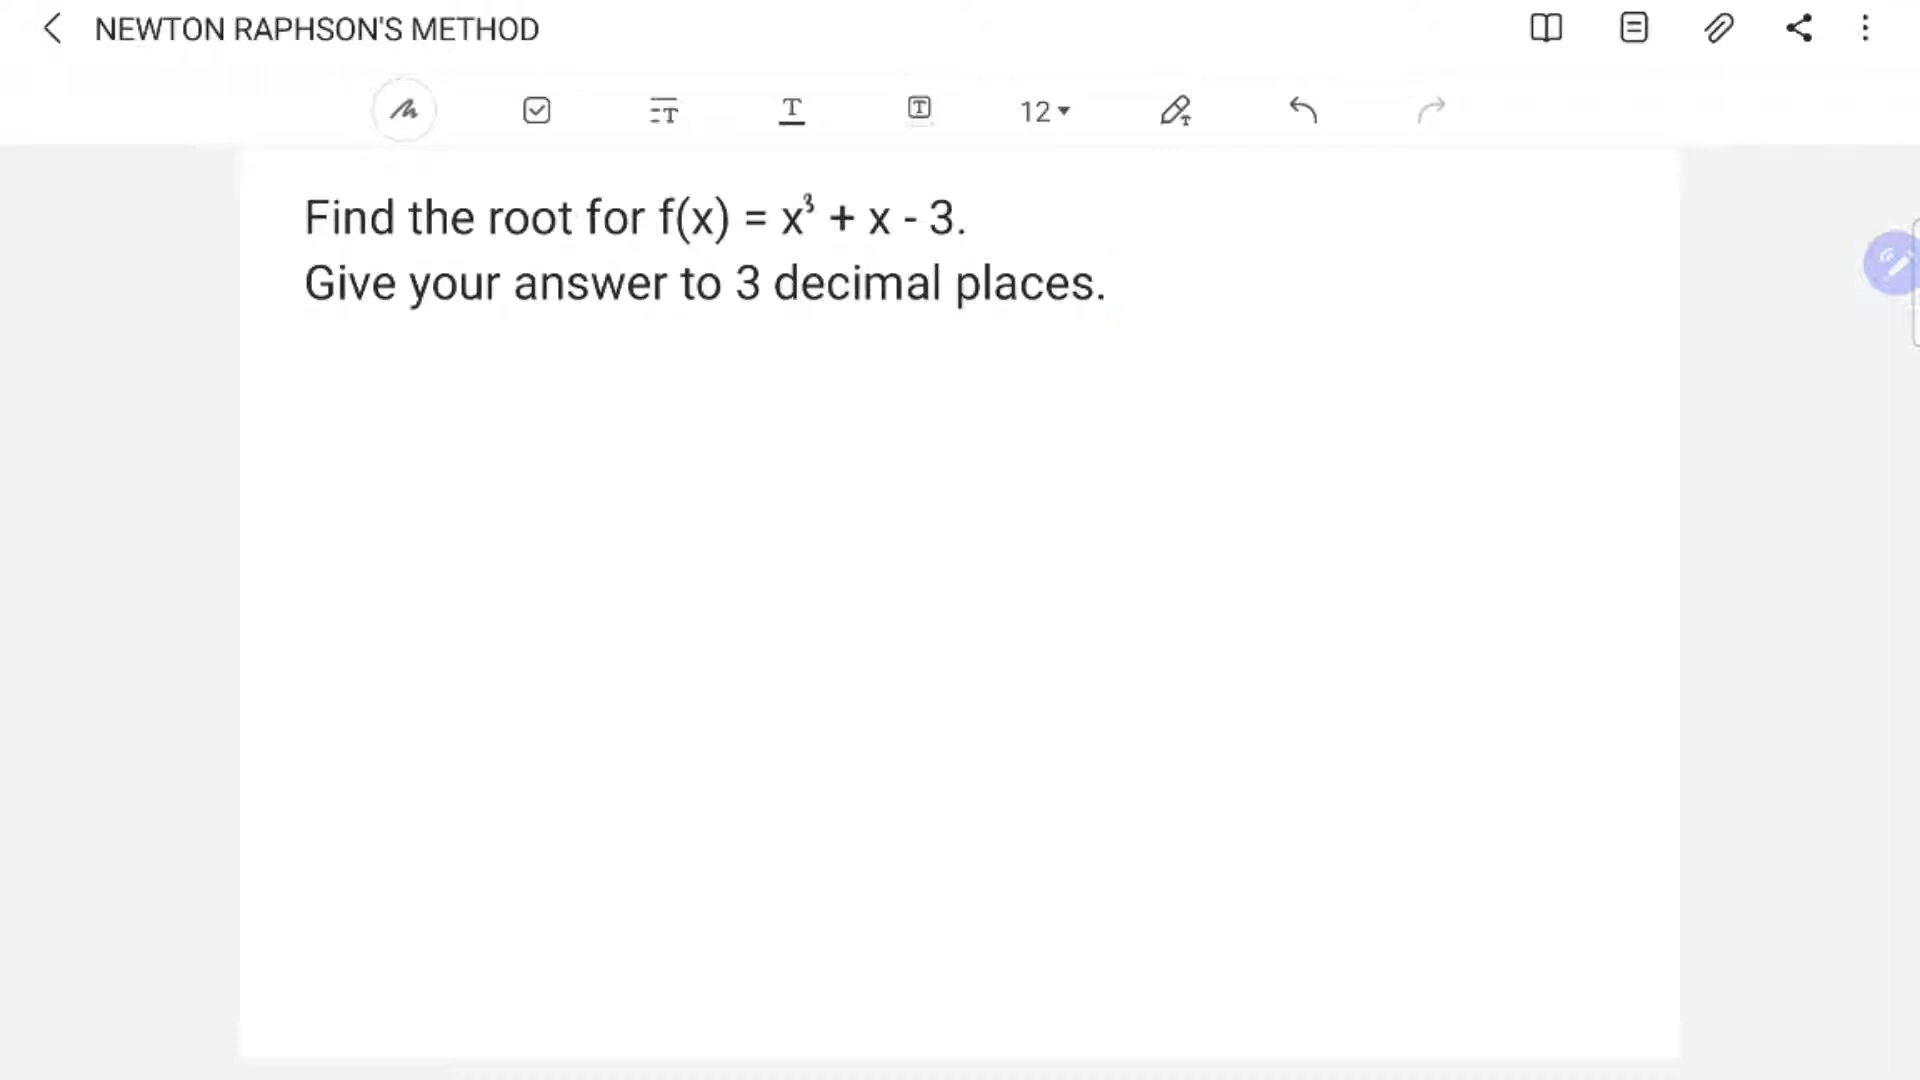 NEWTON RAPHSON'S METHOD
12
Find the root for f(x) = x³ + x - 3.
Give your answer to 3 decimal places.